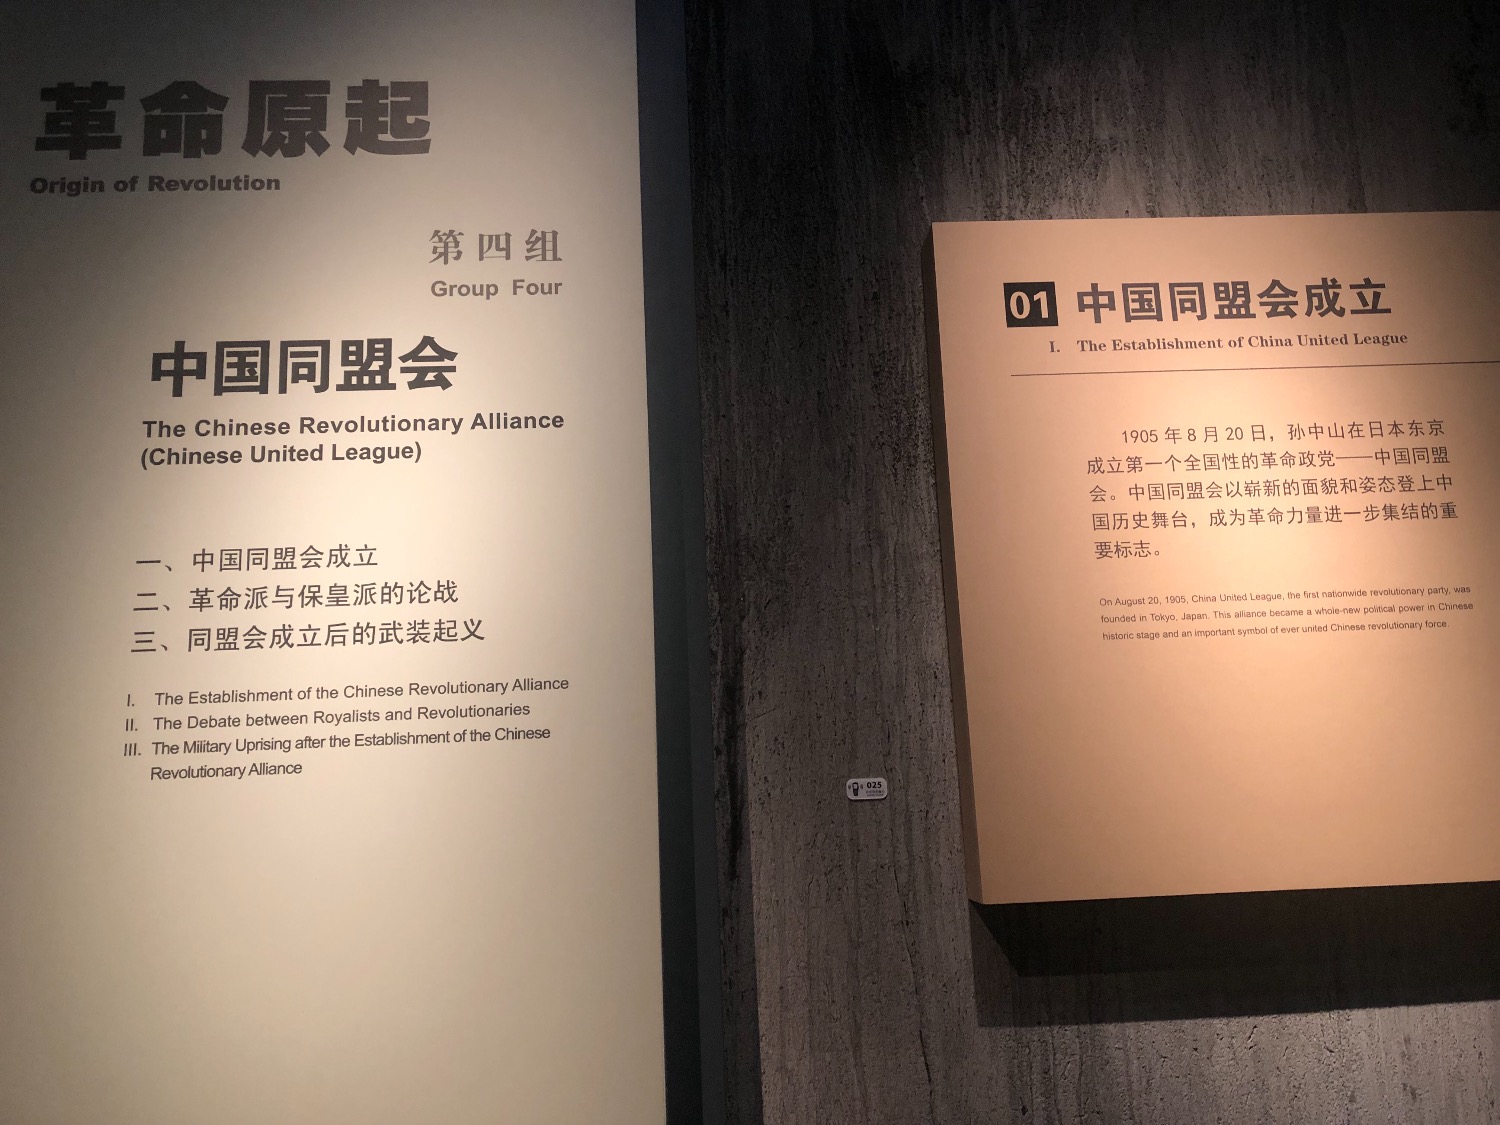 革命原起
Origin of Revolution
第四组
Group Four
中国同盟会
The Chinese Revolutionary Alliance
(Chinese United League)
一、中国同盟会成立
二、革命派与保皇派的论战
三、同盟会成立后的武装起义
I. The Establishment of the Chinese Revolutionary Alliance
II. The Debate between Royalists and Revolutionaries
III. The Military Uprising after the Establishment of the Chinese
Revolutionary Alliance
025
01 中国同盟会成立
I. The Establishment of China United League
1905 年 8 月 20 日，孙中山在日本东京
成立第一个全国性的革命政党——中国同盟
会。中国同盟会以崭新的面貌和姿态登上中
国历史舞台，成为革命力量进一步集结的重
要标志。
On August 20, 1905, China United League, the first nationwide revolutionary party, was
founded in Tokyo, Japan. This alliance became a whole-new political power in Chinese
historic stage and an important symbol of ever united Chinese revolutionary force.